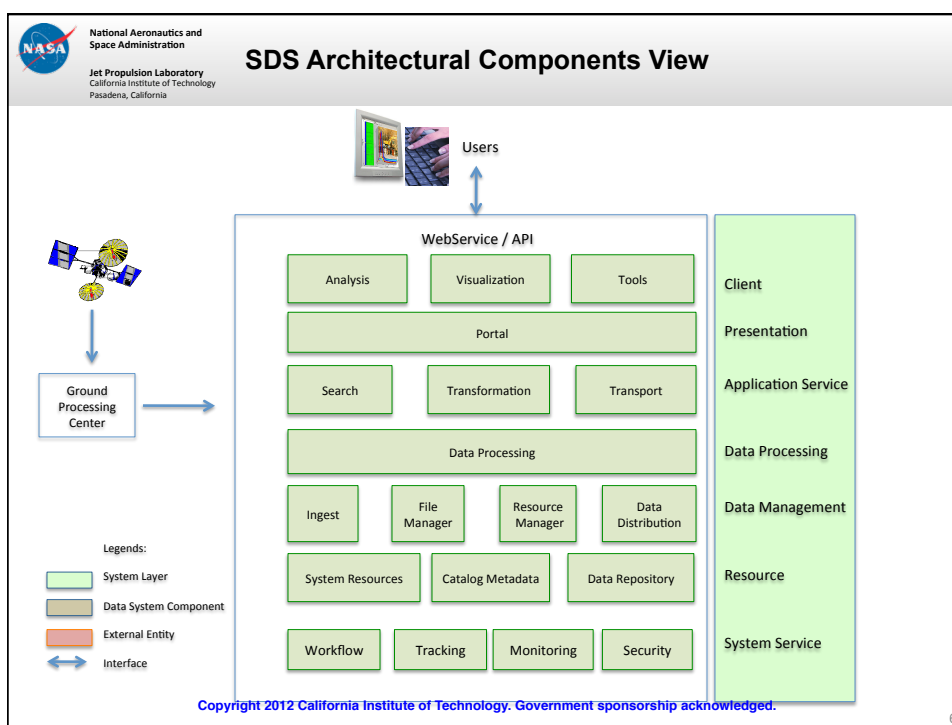 NASA
National Aeronautics and
Space Administration
Jet Propulsion Laboratory
California Institute of Technology
Pasadena, California
SDS Architectural Components View
Users
WebService / API
Analysis
Visualization
Tools
Client
Portal
Presentation
Ground
Processing
Center
Search
Transformation
Transport
Application Service
Data Processing
Data Processing
Ingest
File
Manager
Resource
Manager
Data
Distribution
Data Management
Legends:
System Layer
Data System Component
External Entity
Interface
System Resources
Catalog Metadata
Data Repository
Resource
Workflow
Tracking
Monitoring
Security
System Service
Copyright 2012 California Institute of Technology. Government sponsorship acknowledged.